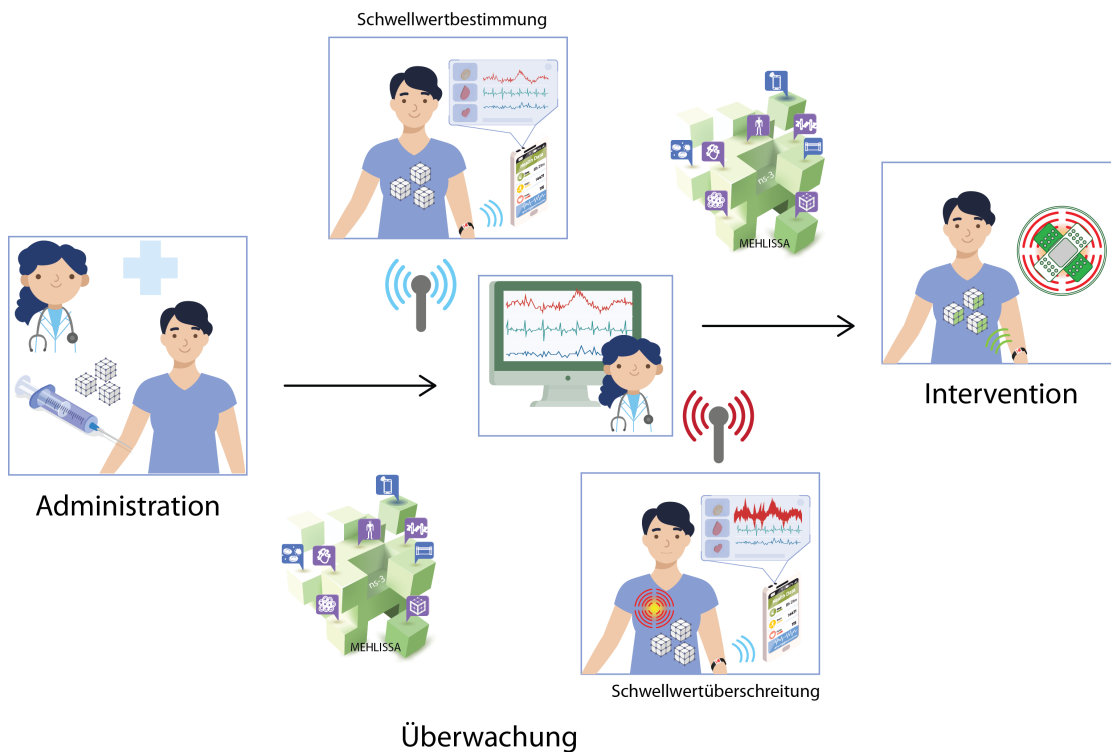 Schwellwertbestimmung
ns-3
MEHLISSA
Administration
Intervention
ns-3
MEHLISSA
Schwellwertüberschreitung
Überwachung